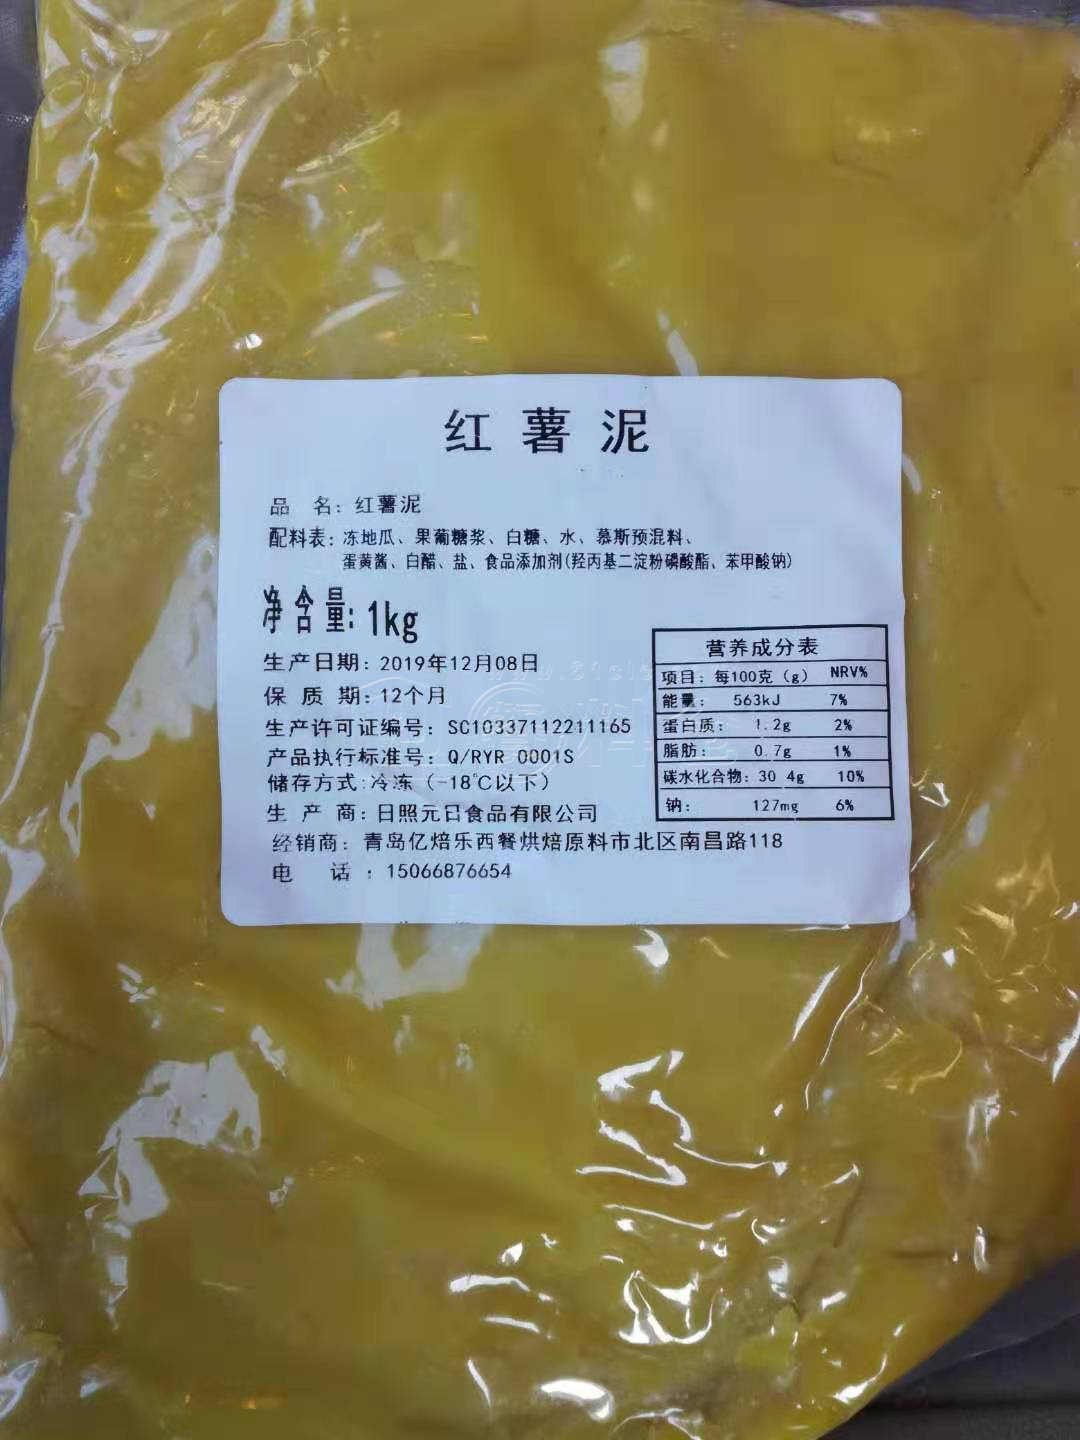 红薯泥
品 名：红薯泥
配料表：冻地瓜、果葡糖浆、白糖、水、慕斯预混料、
蛋黄酱、白醋、盐、食品添加剂(羟丙基二淀粉磷酸酯、苯甲酸钠)
净含量：1kg
生产日期：2019年12月08日
保 质 期：12个月
生产许可证编号：SC10337112211165
产品执行标准号：Q/RYR 0001S
储存方式：冷冻（-18℃以下）
生 产 商：日照元日食品有限公司
经销商：青岛亿焙乐西餐烘焙原料市北区南昌路118
电 话：15066876654
营养成分表
项目：每100克（g） NRV%
能量： 563kJ 7%
蛋白质： 1.2g 2%
脂肪： 0.7g 1%
碳水化合物：30 4g 10%
钠： 127mg 6%